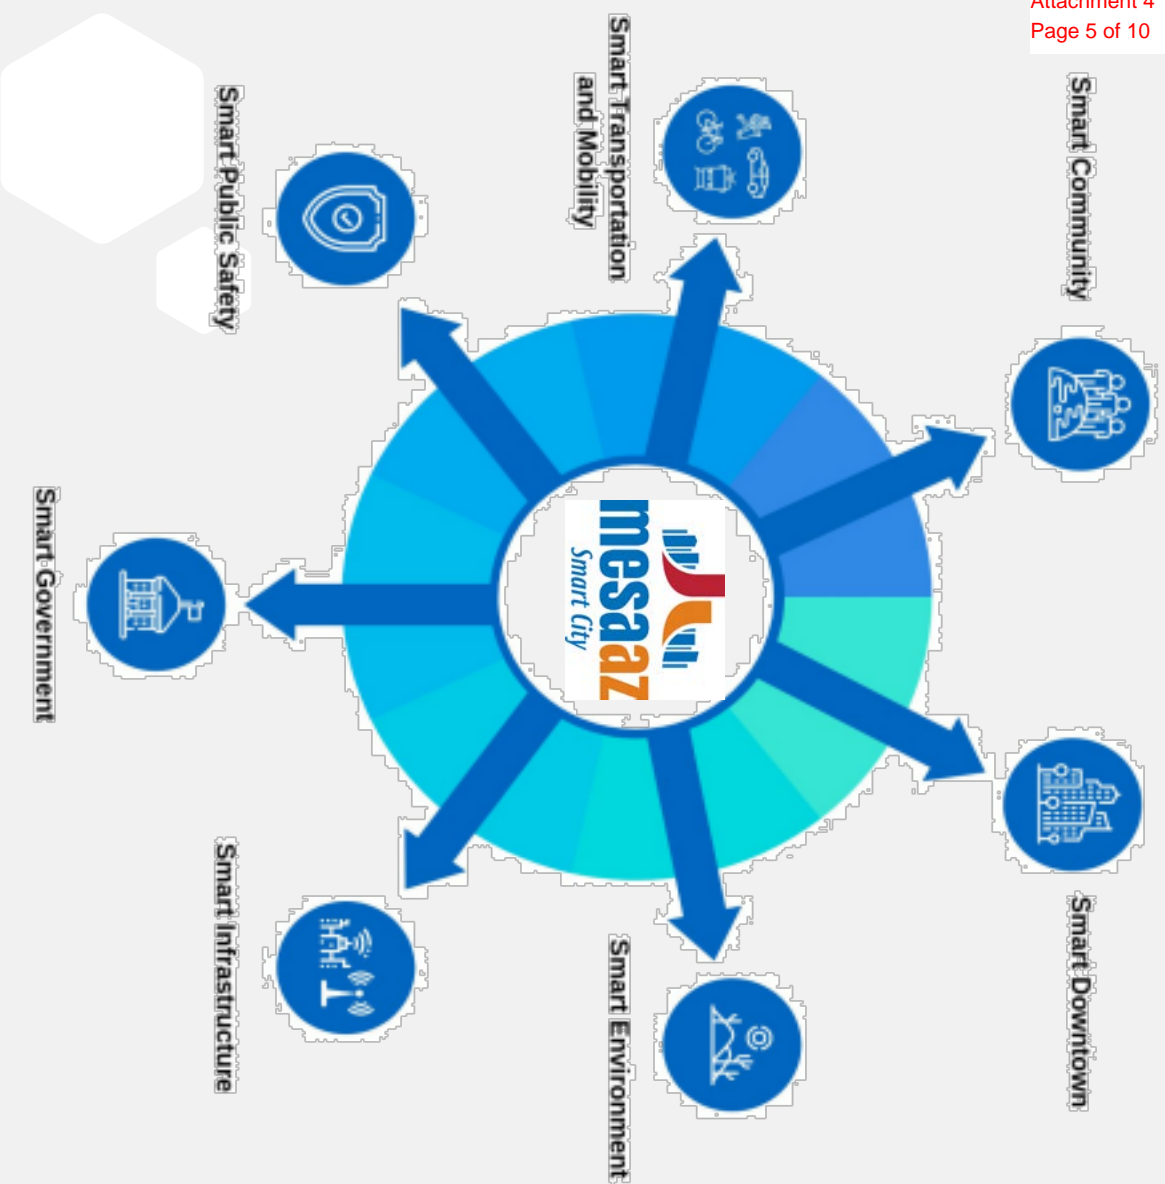 Attachment 4
Page 5 of 10
Smart Community
Smart Downtown
Smart Transportation
and Mobility
Smart Environment
mesaaz
Smart City
Smart Public Safety
Smart Infrastructure
Smart Government